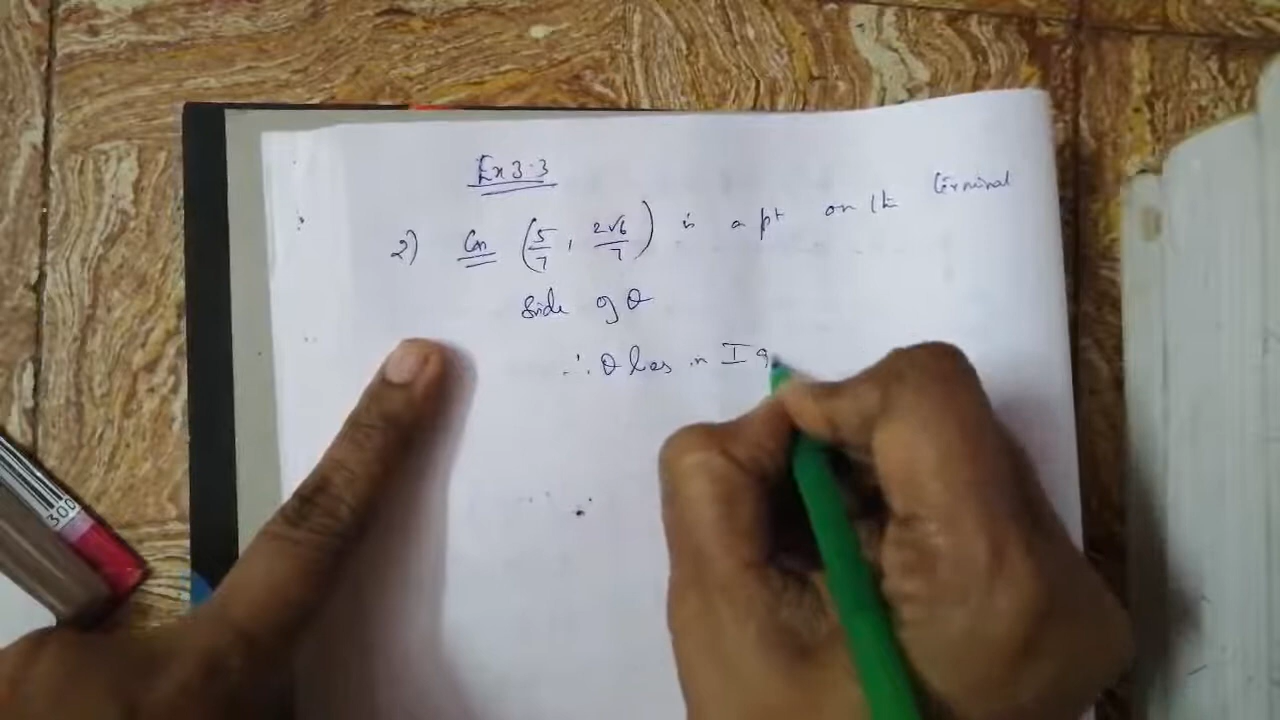 Ex 3.3
2) Gn (5/7, 2√6/7) is a pt on the terminal
side of θ
∴ θ lies in I q
300